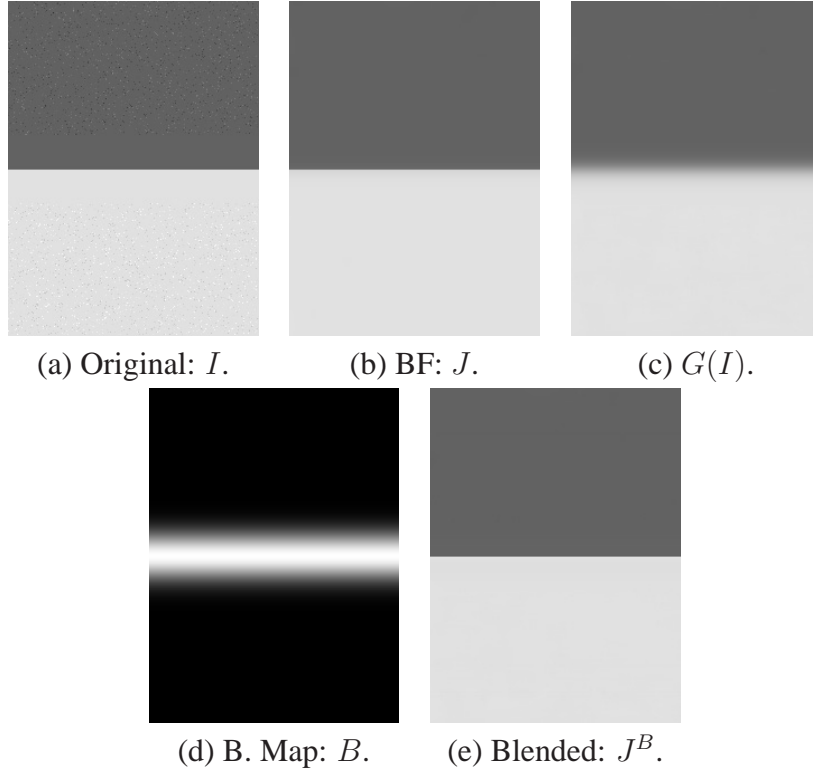 (a) Original: I.
(b) BF: J.
(c) G(I).
(d) B. Map: B.
(e) Blended: J^B.